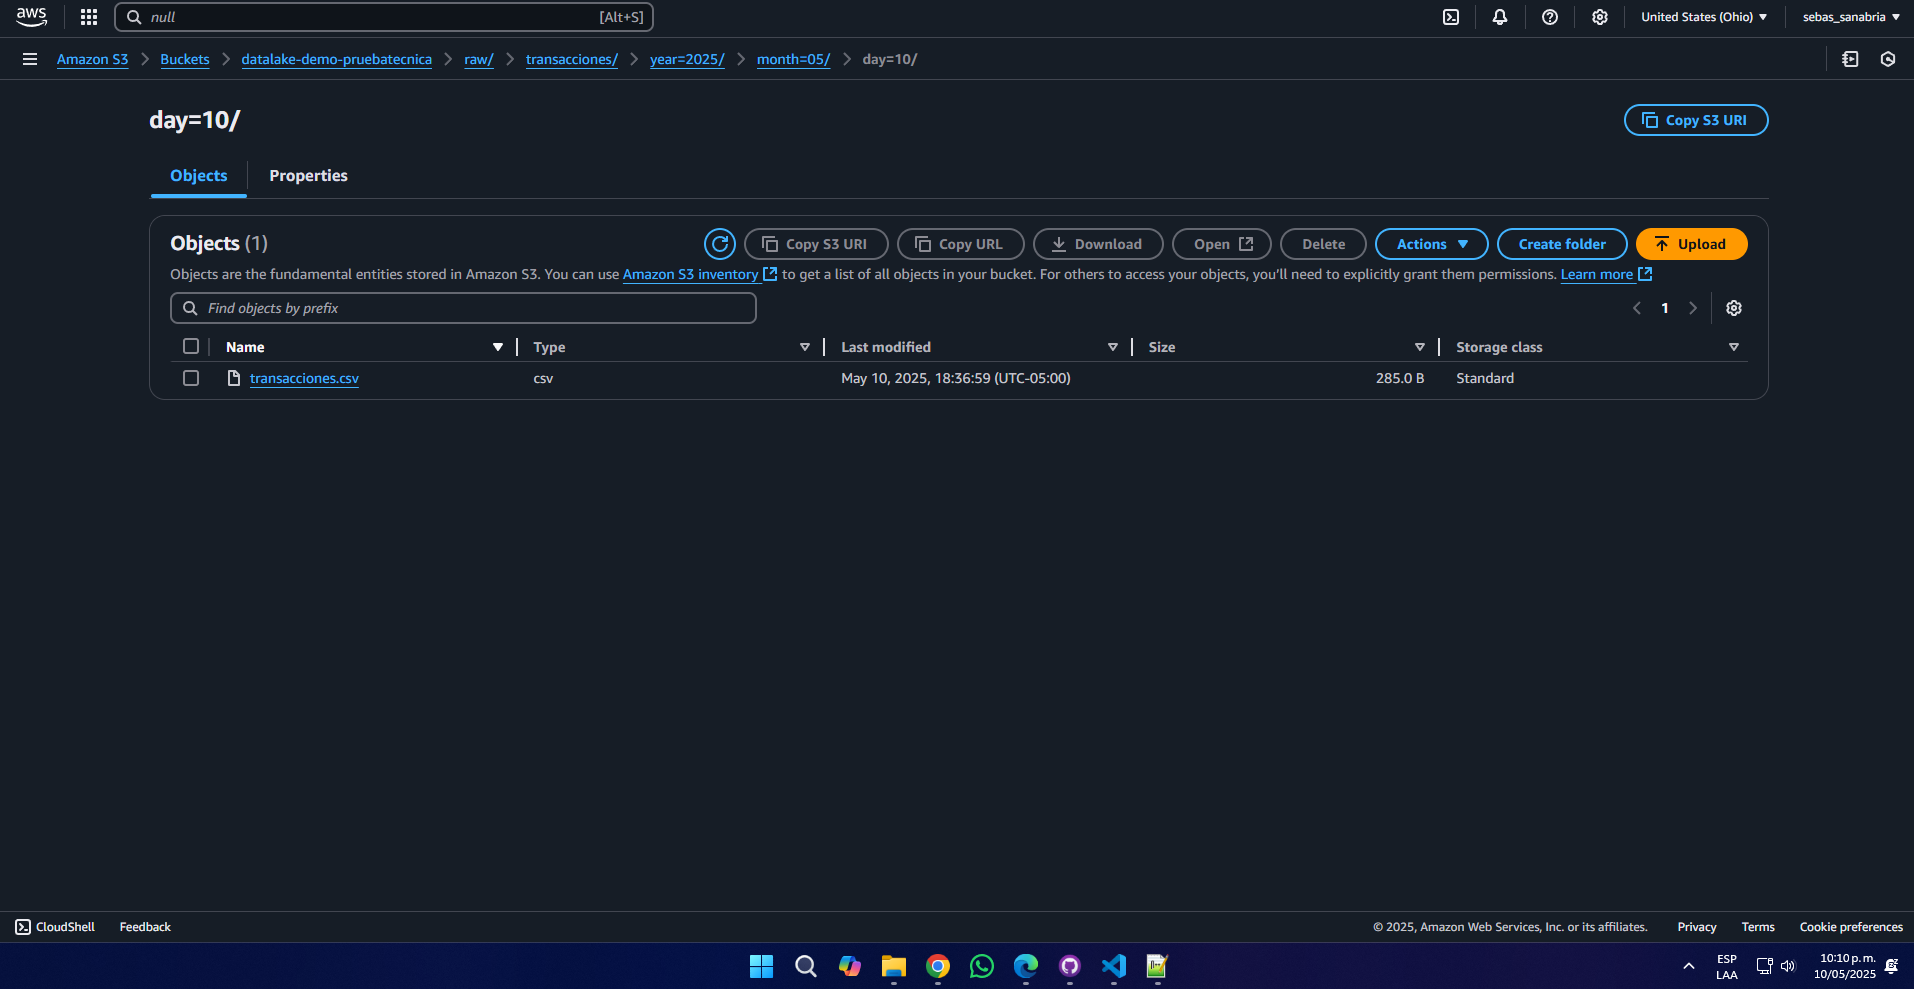 aws
null [Alt+S] United States (Ohio) sebas_sanabria
Amazon S3 Buckets datalake-demo-pruebatecnica raw/ transacciones/ year=2025/ month=05/ day=10/
day=10/
Copy S3 URI
Objects Properties
Objects (1) Copy S3 URI Copy URL Download Open Delete Actions Create folder Upload
Objects are the fundamental entities stored in Amazon S3. You can use Amazon S3 inventory to get a list of all objects in your bucket. For others to access your objects, you'll need to explicitly grant them permissions. Learn more
Find objects by prefix 1
Name Type Last modified Size Storage class
transacciones.csv csv May 10, 2025, 18:36:59 (UTC-05:00) 285.0 B Standard
CloudShell Feedback © 2025, Amazon Web Services, Inc. or its affiliates. Privacy Terms Cookie preferences
ESP 10:10 p. m.
LAA 10/05/2025